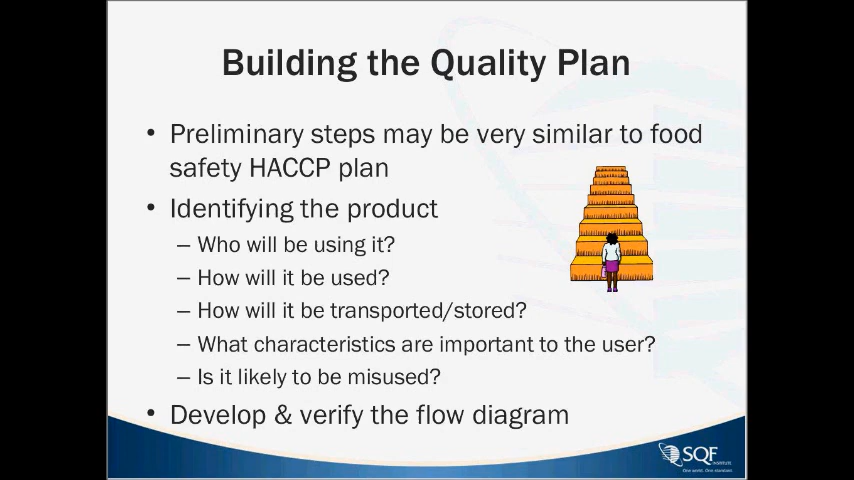 Building the Quality Plan
• Preliminary steps may be very similar to food
safety HACCP plan
• Identifying the product
– Who will be using it?
– How will it be used?
– How will it be transported/stored?
– What characteristics are important to the user?
– Is it likely to be misused?
• Develop & verify the flow diagram
SQF
INSTITUTE
One world. One standard.